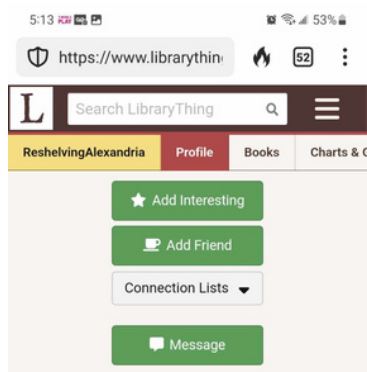 5:13
53%
https://www.librarythin
52
L
Search LibraryThing
ReshelvingAlexandria Profile Books Charts &
Add Interesting
Add Friend
Connection Lists
Message